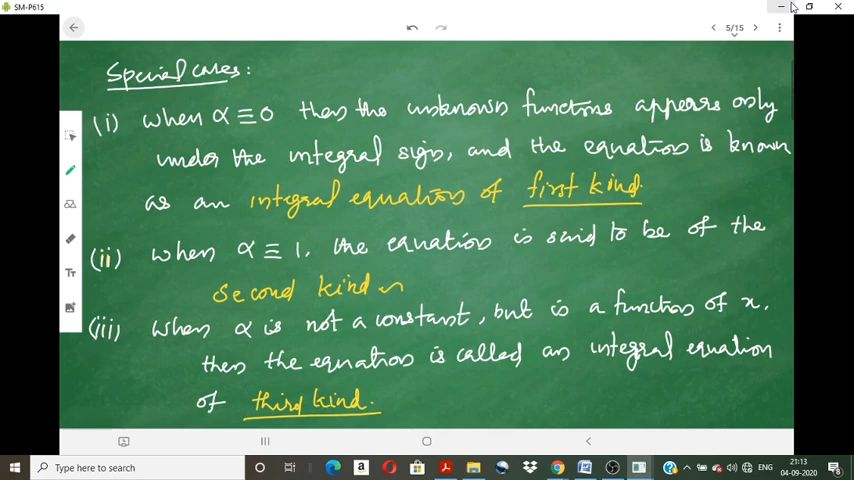 SM-P615
5/15
Special cases:
(i) When α ≡ 0 then the unknown functions appears only
under the integral sign, and the equation is known
as an integral equation of first kind.
(ii) When α ≡ 1, the equation is said to be of the
second kind
(iii) When α is not a constant, but is a function of x,
then the equation is called an integral equation
of third kind.
Tт
Type here to search
a
W
ENG
21:13
04-09-2020
8